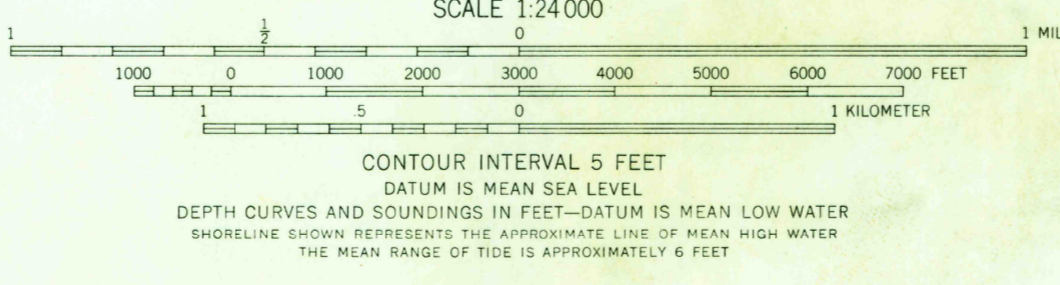 SCALE 1:24 000
1 1/2 0 1 MIL
1000 0 1000 2000 3000 4000 5000 6000 7000 FEET
1 .5 0 1 KILOMETER
CONTOUR INTERVAL 5 FEET
DATUM IS MEAN SEA LEVEL
DEPTH CURVES AND SOUNDINGS IN FEET—DATUM IS MEAN LOW WATER
SHORELINE SHOWN REPRESENTS THE APPROXIMATE LINE OF MEAN HIGH WATER
THE MEAN RANGE OF TIDE IS APPROXIMATELY 6 FEET